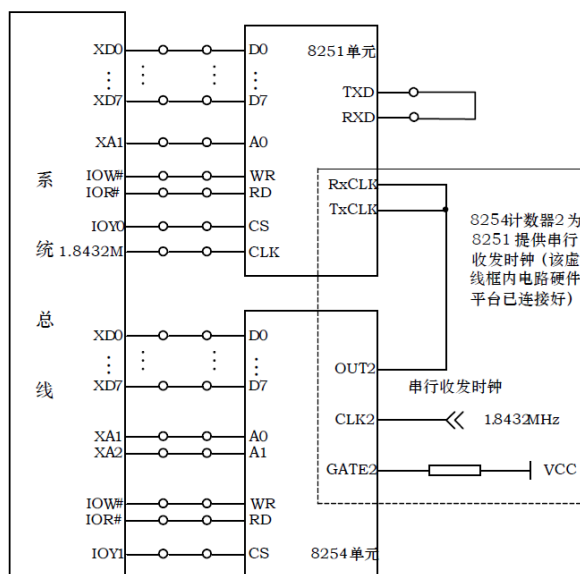 XD0
D0
8251单元
XD7
D7
TXD
RXD
XA1
A0
IOW#
WR
IOR#
RD
RxCLK
TxCLK
IOY0
CS
1.8432M
CLK
系
统
总
线
8254计数器2为
8251提供串行
收发时钟（该虚
线框内电路硬件
平台已连接好）
XD0
D0
XD7
D7
OUT2
串行收发时钟
CLK2
1.8432MHz
XA1
A0
XA2
A1
GATE2
VCC
IOW#
WR
IOR#
RD
IOY1
CS
8254单元